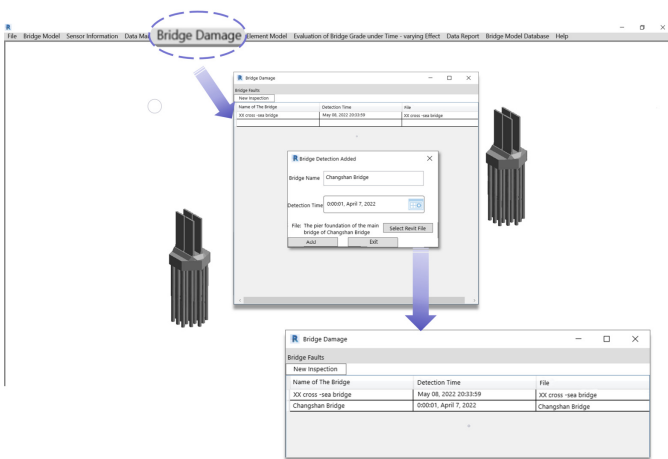 File Bridge Model Sensor Information Data Bridge Damage Element Model Evaluation of Bridge Grade under Time - varying Effect Data Report Bridge Model Database Help
Bridge Damage
Bridge Faults
New Inspection
Name of The Bridge Detection Time File
XX cross -sea bridge May 08, 2022 20:33:59 XX cross -sea bridge
Bridge Detection Added
Bridge Name Changshan Bridge
Detection Time 0:00:01, April 7, 2022
File: The pier foundation of the main
bridge of Changshan Bridge Select Revit File
Add Exit
Bridge Damage
Bridge Faults
New Inspection
Name of The Bridge Detection Time File
XX cross -sea bridge May 08, 2022 20:33:59 XX cross -sea bridge
Changshan Bridge 0:00:01, April 7, 2022 Changshan Bridge